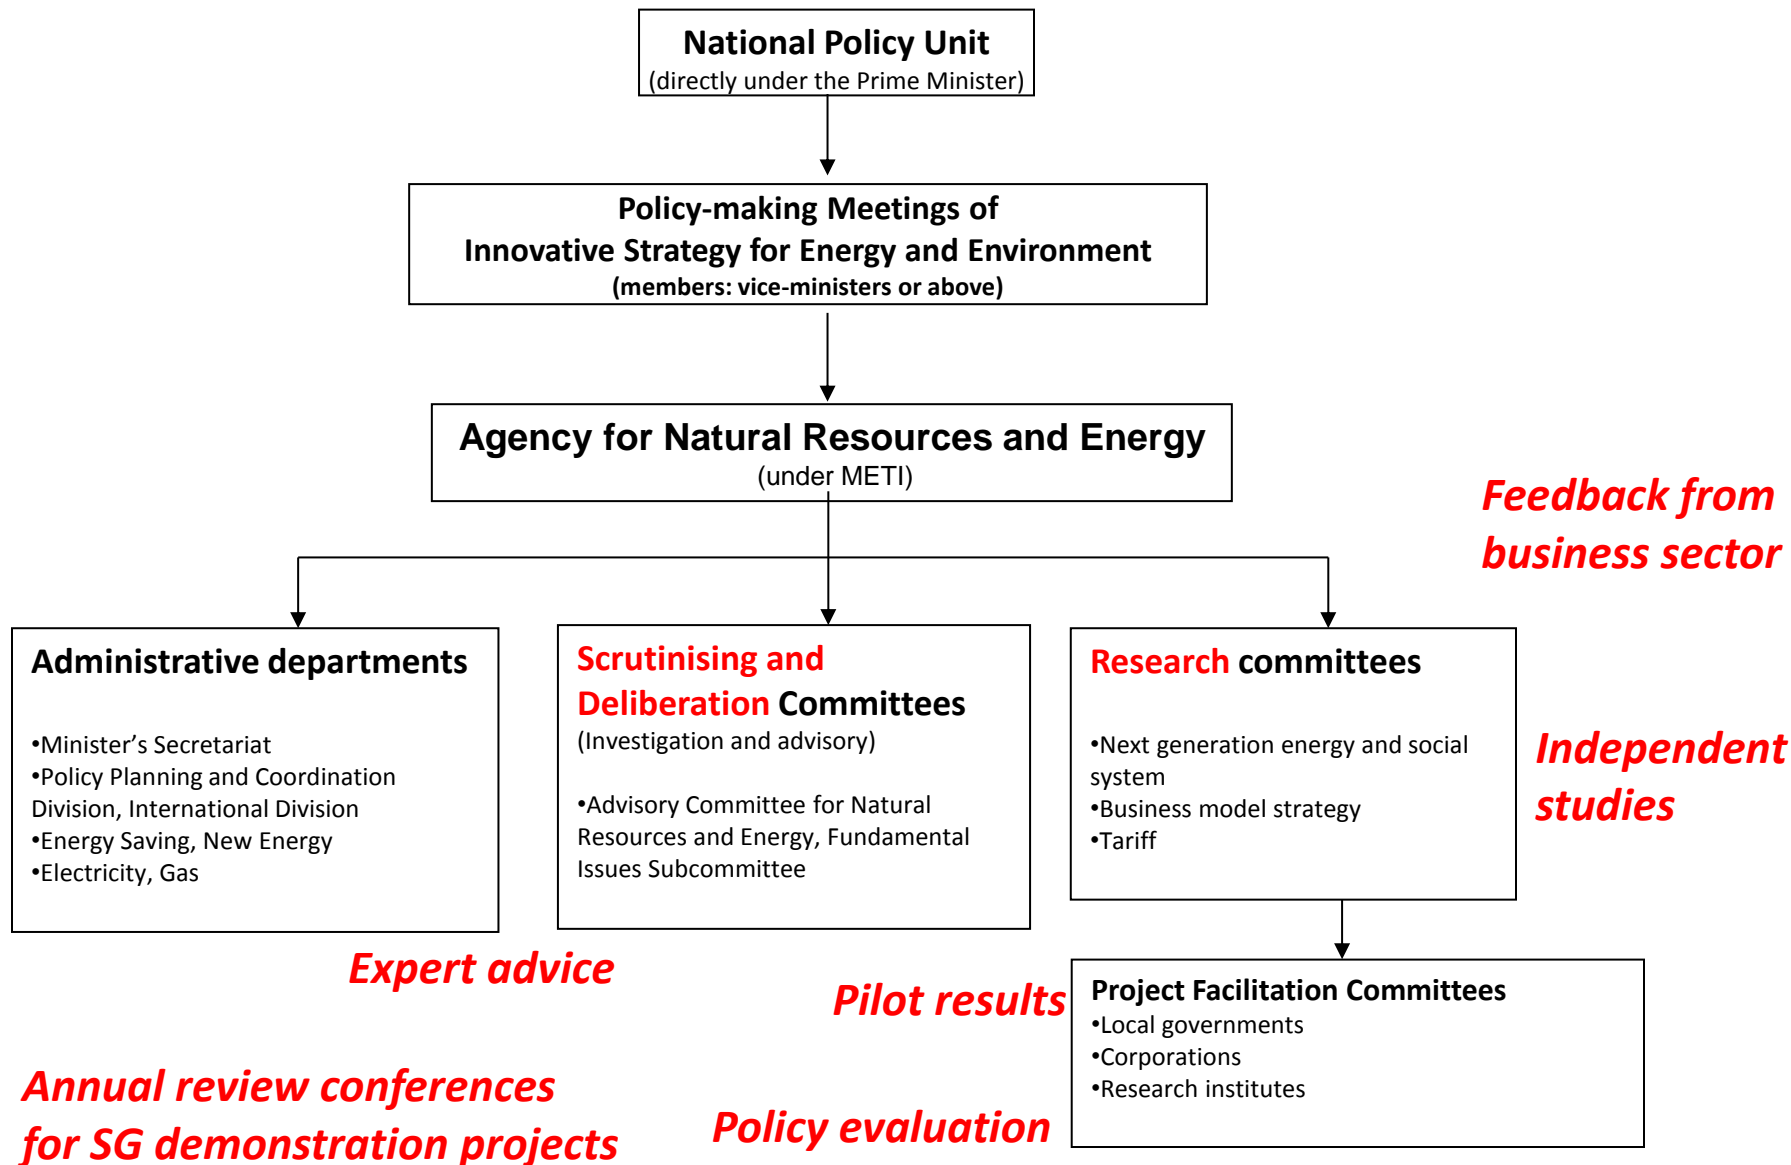 National Policy Unit
(directly under the Prime Minister)
Policy-making Meetings of
Innovative Strategy for Energy and Environment
(members: vice-ministers or above)
Agency for Natural Resources and Energy
(under METI)
Feedback from
business sector
Administrative departments
•Minister’s Secretariat
•Policy Planning and Coordination
Division, International Division
•Energy Saving, New Energy
•Electricity, Gas
Scrutinising and
Deliberation Committees
(Investigation and advisory)
•Advisory Committee for Natural
Resources and Energy, Fundamental
Issues Subcommittee
Research committees
•Next generation energy and social
system
•Business model strategy
•Tariff
Independent
studies
Expert advice
Pilot results
Project Facilitation Committees
•Local governments
•Corporations
•Research institutes
Annual review conferences
for SG demonstration projects
Policy evaluation